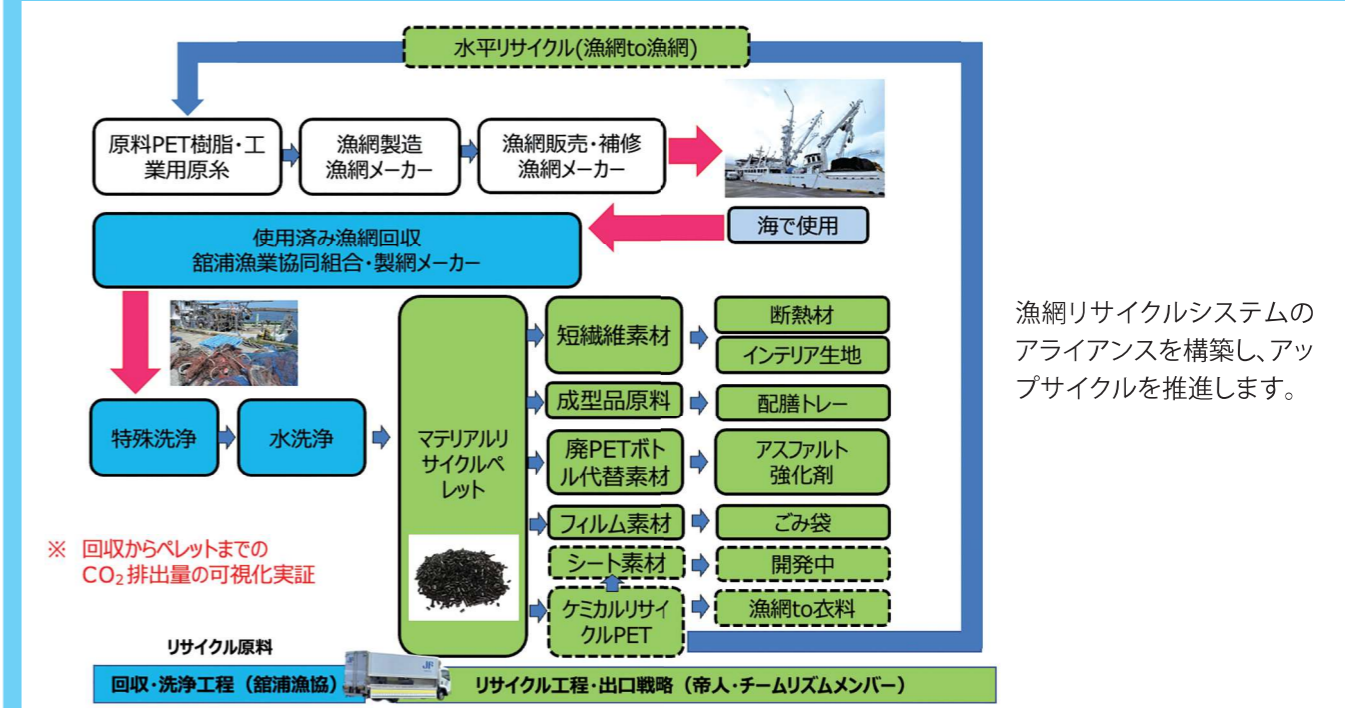 水平リサイクル(漁網to漁網)
原料PET樹脂・工
業用原糸
漁網製造
漁網メーカー
漁網販売・補修
漁網メーカー
海で使用
使用済み漁網回収
舘浦漁業協同組合・製網メーカー
特殊洗浄
水洗浄
マテリアルリ
サイクルペ
レット
短繊維素材
断熱材
インテリア生地
成型品原料
配膳トレー
廃PETボト
ル代替素材
アスファルト
強化剤
フィルム素材
ごみ袋
シート素材
開発中
ケミカルリサイ
クルPET
漁網to衣料
※ 回収からペレットまでの
CO₂排出量の可視化実証
リサイクル原料
回収・洗浄工程（舘浦漁協）
JF
リサイクル工程・出口戦略（帝人・チームリズムメンバー）
漁網リサイクルシステムの
アライアンスを構築し、アッ
プサイクルを推進します。